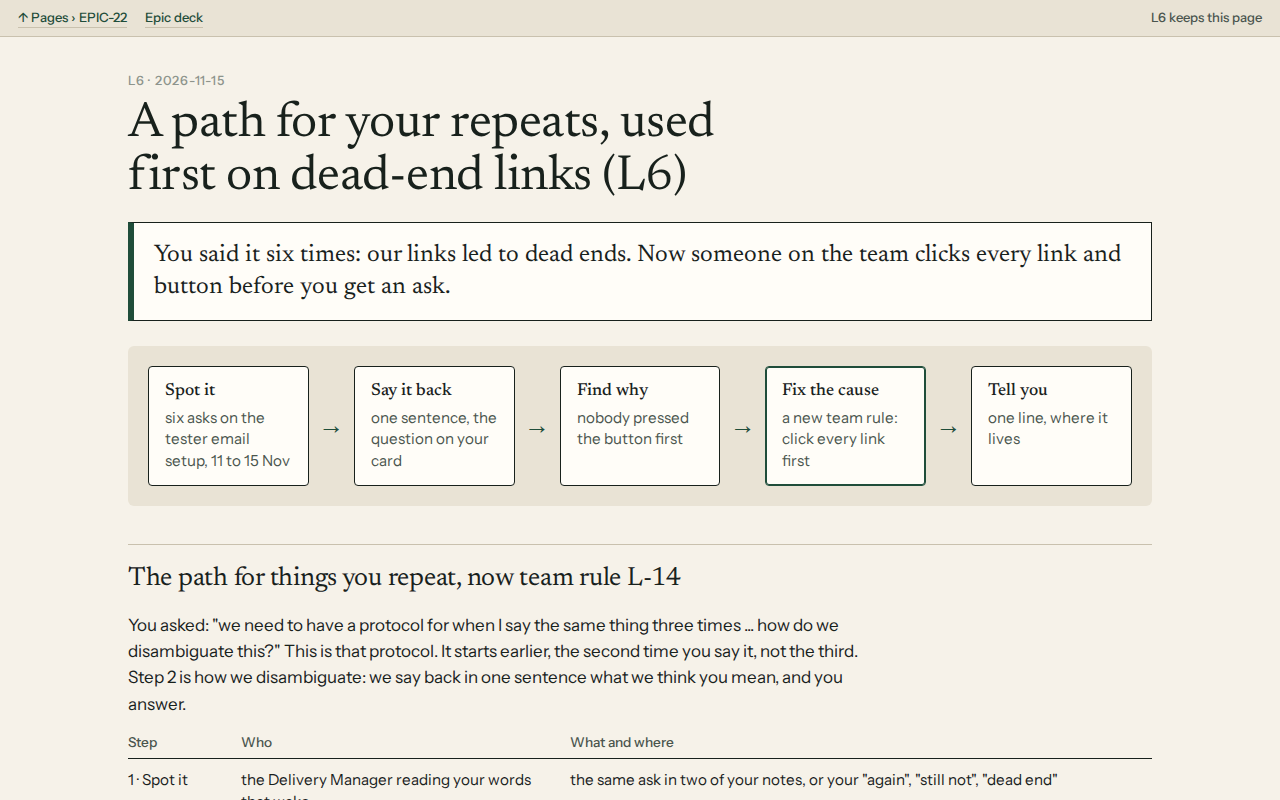 ↑ Pages › EPIC-22 Epic deck L6 keeps this page
L6 · 2026-11-15
A path for your repeats, used
first on dead-end links (L6)
You said it six times: our links led to dead ends. Now someone on the team clicks every link and
button before you get an ask.
Spot it
six asks on the
tester email
setup, 11 to 15 Nov
→
Say it back
one sentence, the
question on your
card
→
Find why
nobody pressed
the button first
→
Fix the cause
a new team rule:
click every link
first
→
Tell you
one line, where it
lives
The path for things you repeat, now team rule L-14
You asked: "we need to have a protocol for when I say the same thing three times ... how do we
disambiguate this?" This is that protocol. It starts earlier, the second time you say it, not the third.
Step 2 is how we disambiguate: we say back in one sentence what we think you mean, and you
answer.
Step Who What and where
1 · Spot it the Delivery Manager reading your words the same ask in two of your notes, or your "again", "still not", "dead end"